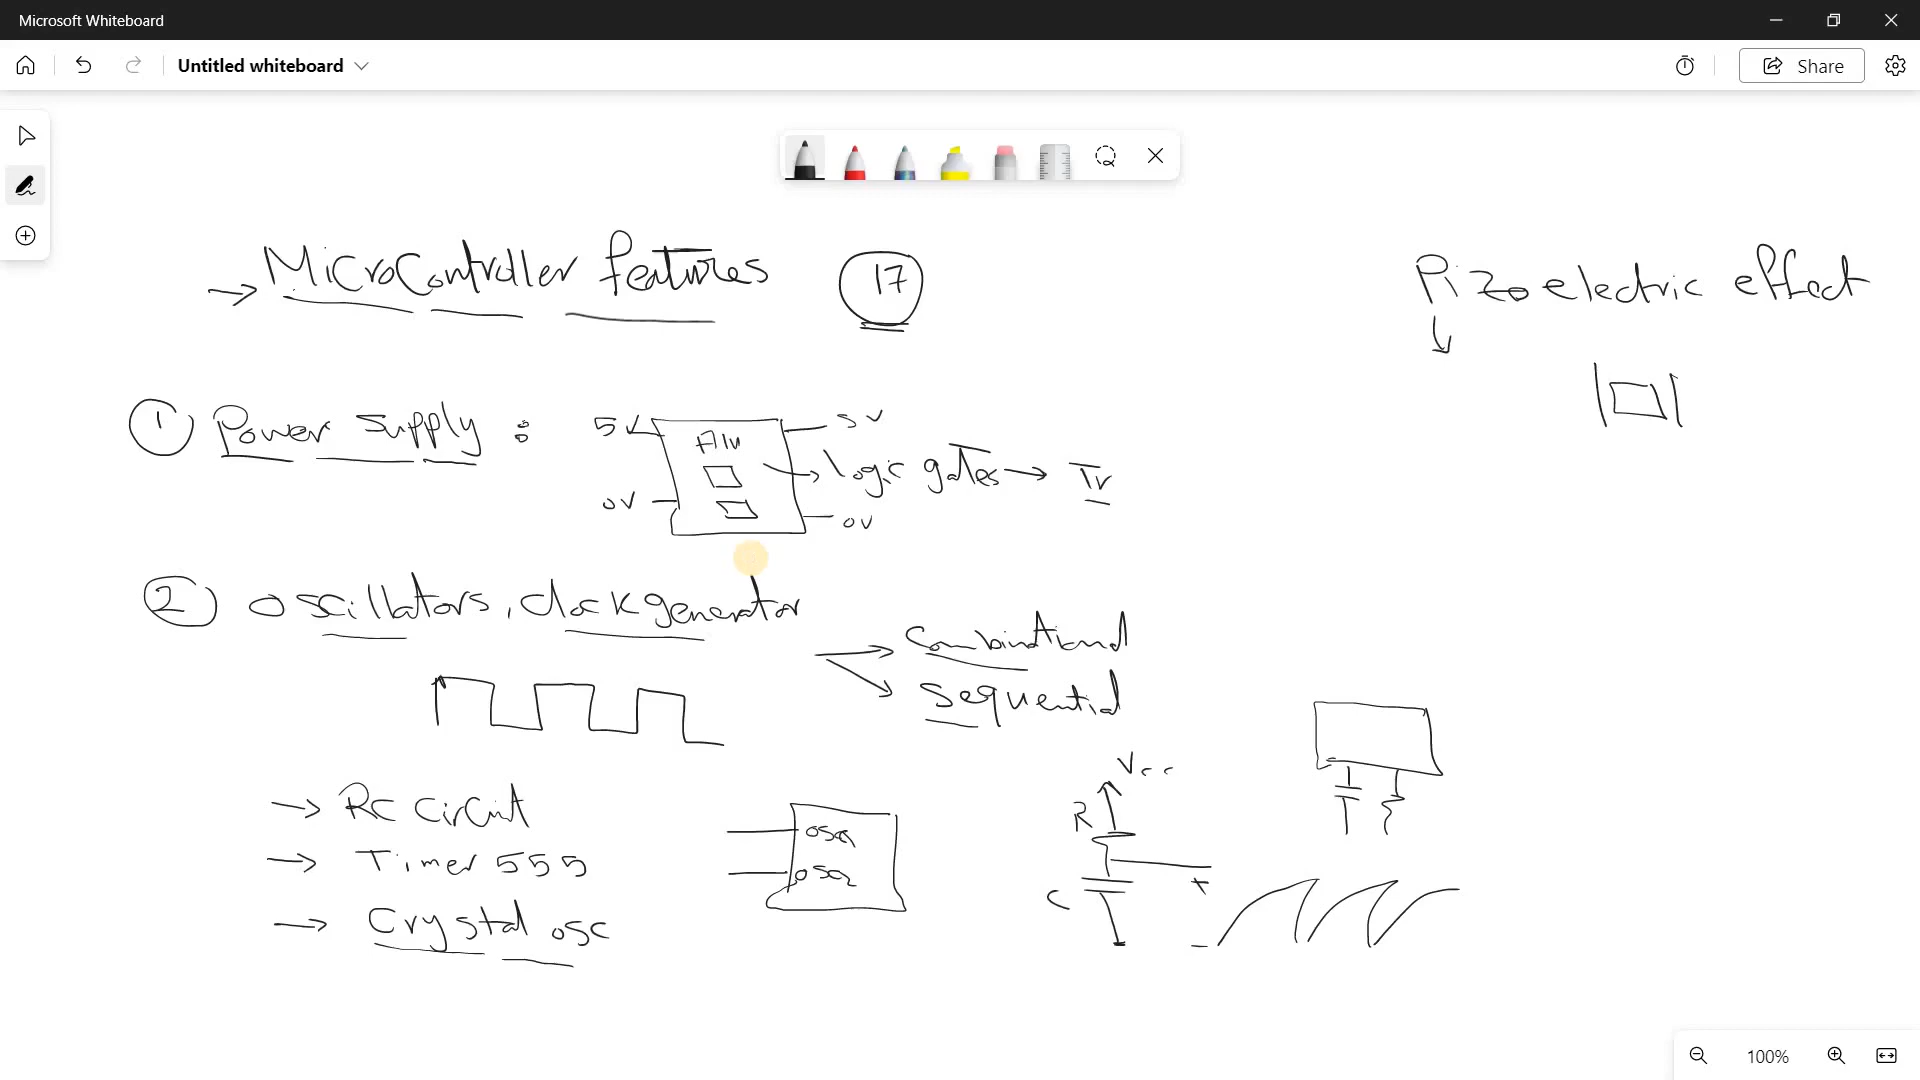 Microsoft Whiteboard
Untitled whiteboard
Share
→ MicroController features 17
Pizoelectric effect
① Power supply : 5V 5V
0V 0V
logic gates → Tr
② Oscillators, clock generator
Combinational
Sequential
→ RC Circuit
→ Timer 555
→ Crystal osc
osc1
osc2
Vcc
R
C
+
-
100%